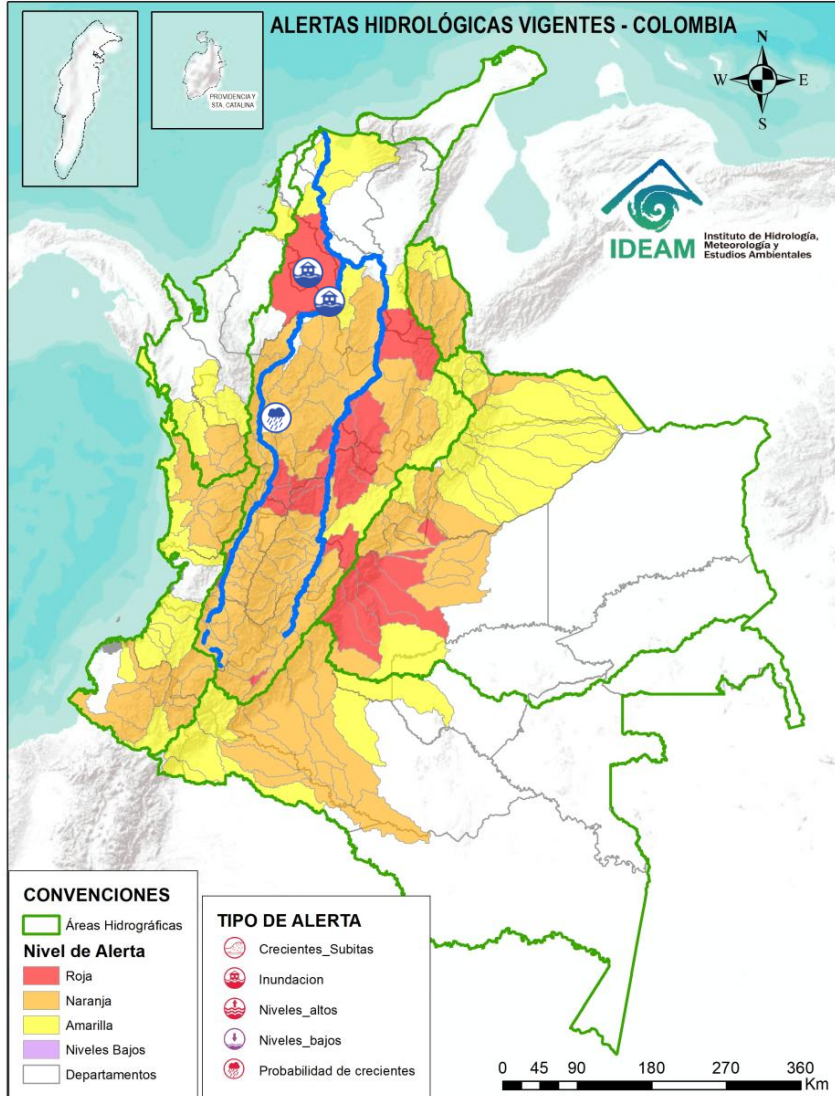 ALERTAS HIDROLÓGICAS VIGENTES - COLOMBIA
PROVIDENCIA Y
STA. CATALINA
N
W
E
S
IDEAM
Instituto de Hidrología,
Meteorología y
Estudios Ambientales
CONVENCIONES
Áreas Hidrográficas
Nivel de Alerta
Roja
Naranja
Amarilla
Niveles Bajos
Departamentos
TIPO DE ALERTA
Crecientes_Subitas
Inundacion
Niveles_altos
Niveles_bajos
Probabilidad de crecientes
0 45 90 180 270 360
Km